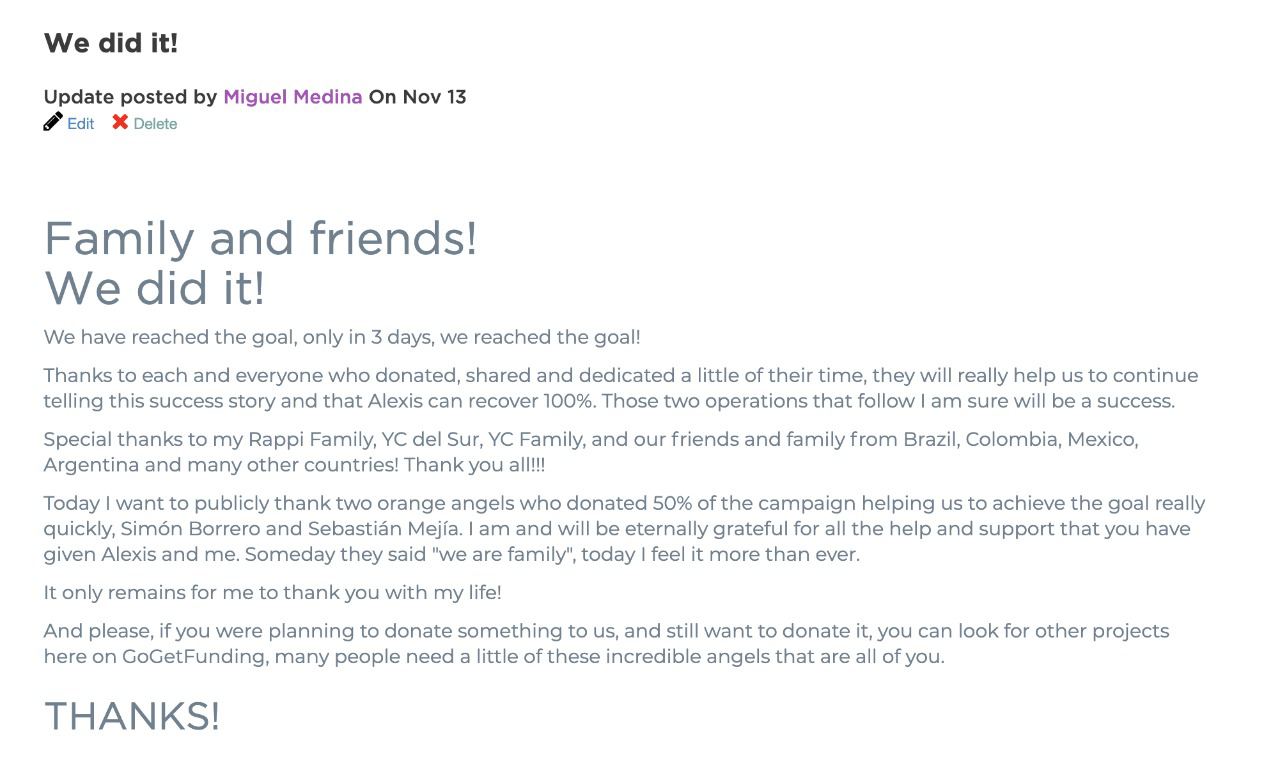 We did it!
Update posted by Miguel Medina On Nov 13
Edit Delete
Family and friends!
We did it!
We have reached the goal, only in 3 days, we reached the goal!
Thanks to each and everyone who donated, shared and dedicated a little of their time, they will really help us to continue
telling this success story and that Alexis can recover 100%. Those two operations that follow I am sure will be a success.
Special thanks to my Rappi Family, YC del Sur, YC Family, and our friends and family from Brazil, Colombia, Mexico,
Argentina and many other countries! Thank you all!!!
Today I want to publicly thank two orange angels who donated 50% of the campaign helping us to achieve the goal really
quickly, Simón Borrero and Sebastián Mejía. I am and will be eternally grateful for all the help and support that you have
given Alexis and me. Someday they said "we are family", today I feel it more than ever.
It only remains for me to thank you with my life!
And please, if you were planning to donate something to us, and still want to donate it, you can look for other projects
here on GoGetFunding, many people need a little of these incredible angels that are all of you.
THANKS!